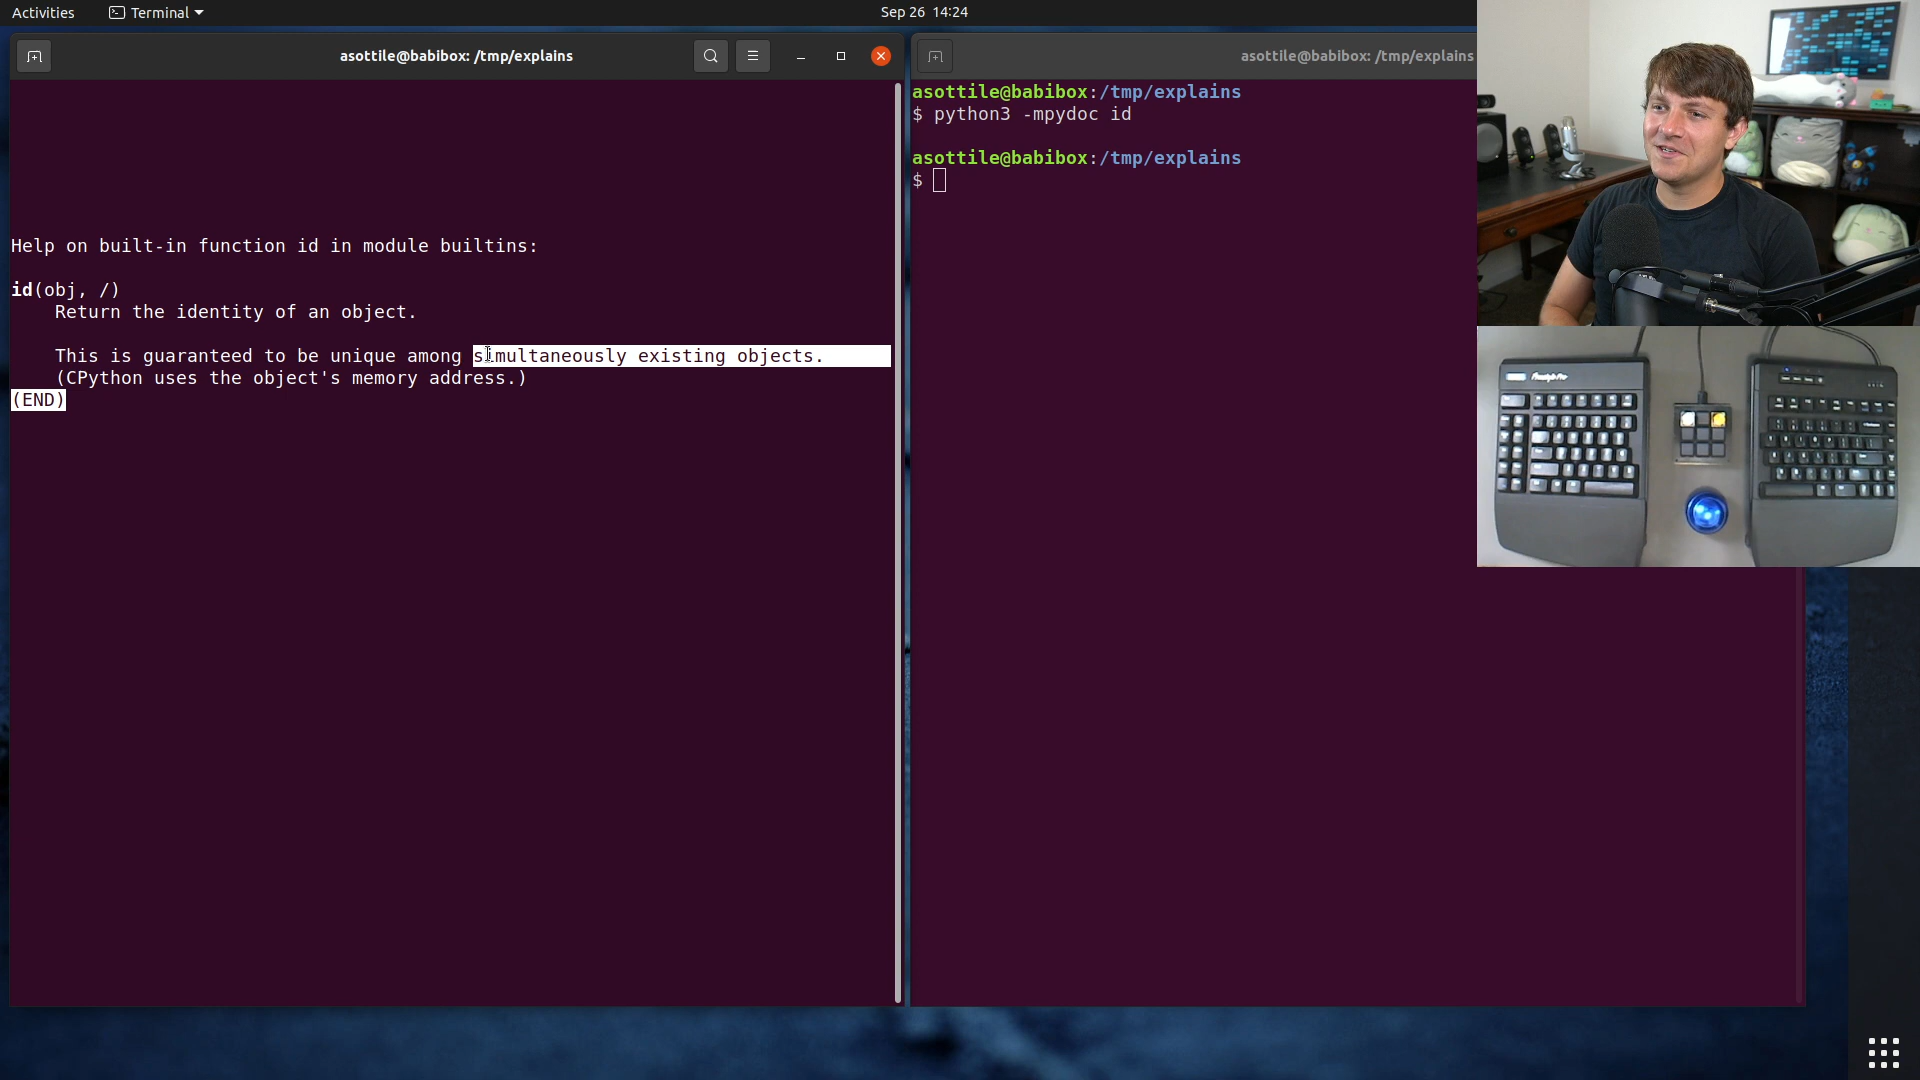 Activities
Terminal
Sep 26 14:24
asottile@babibox: /tmp/explains
Help on built-in function id in module builtins:
id(obj, /)
Return the identity of an object.
This is guaranteed to be unique among simultaneously existing objects.
(CPython uses the object's memory address.)
(END)
asottile@babibox: /tmp/explains
asottile@babibox:/tmp/explains
$ python3 -mpydoc id
asottile@babibox:/tmp/explains
$